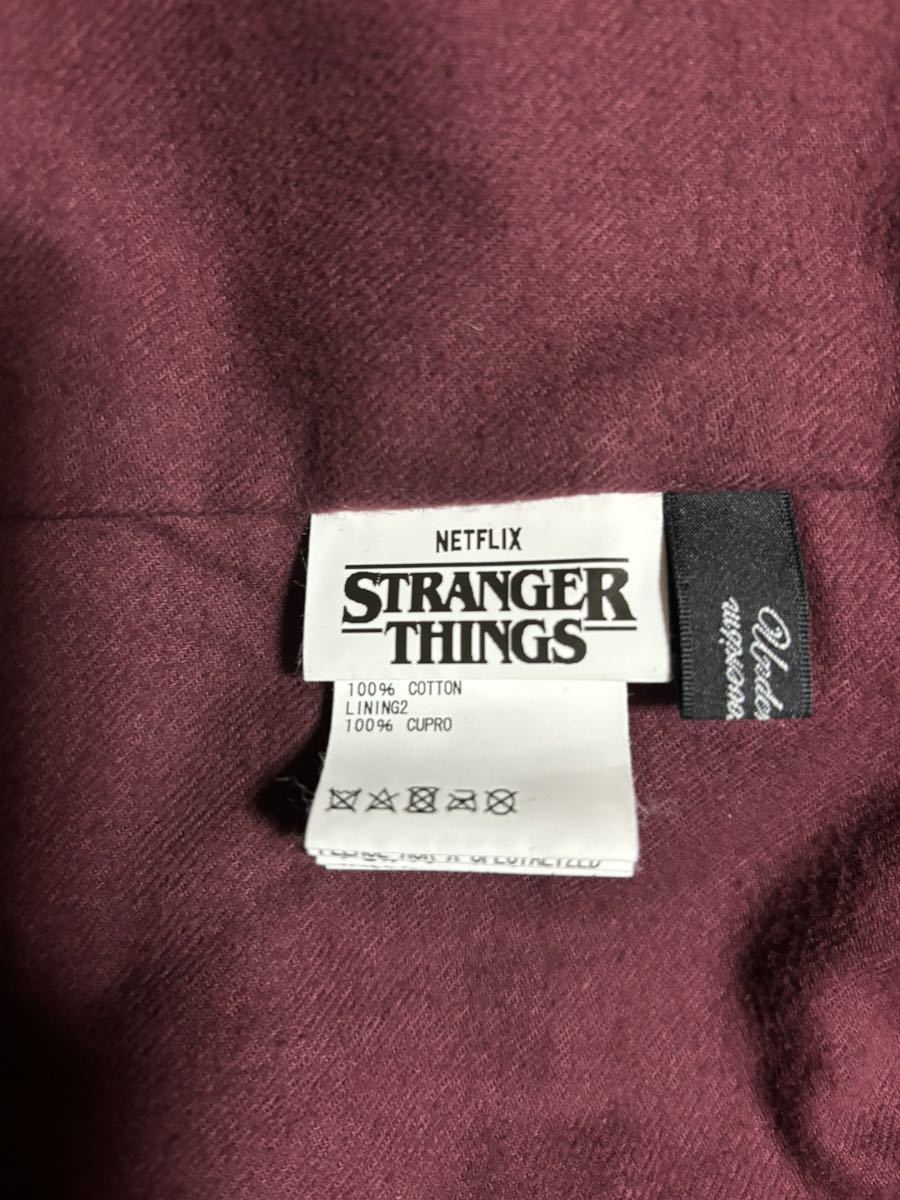 NETFLIX
STRANGER
THINGS
100% COTTON
LINING2
100% CUPRO